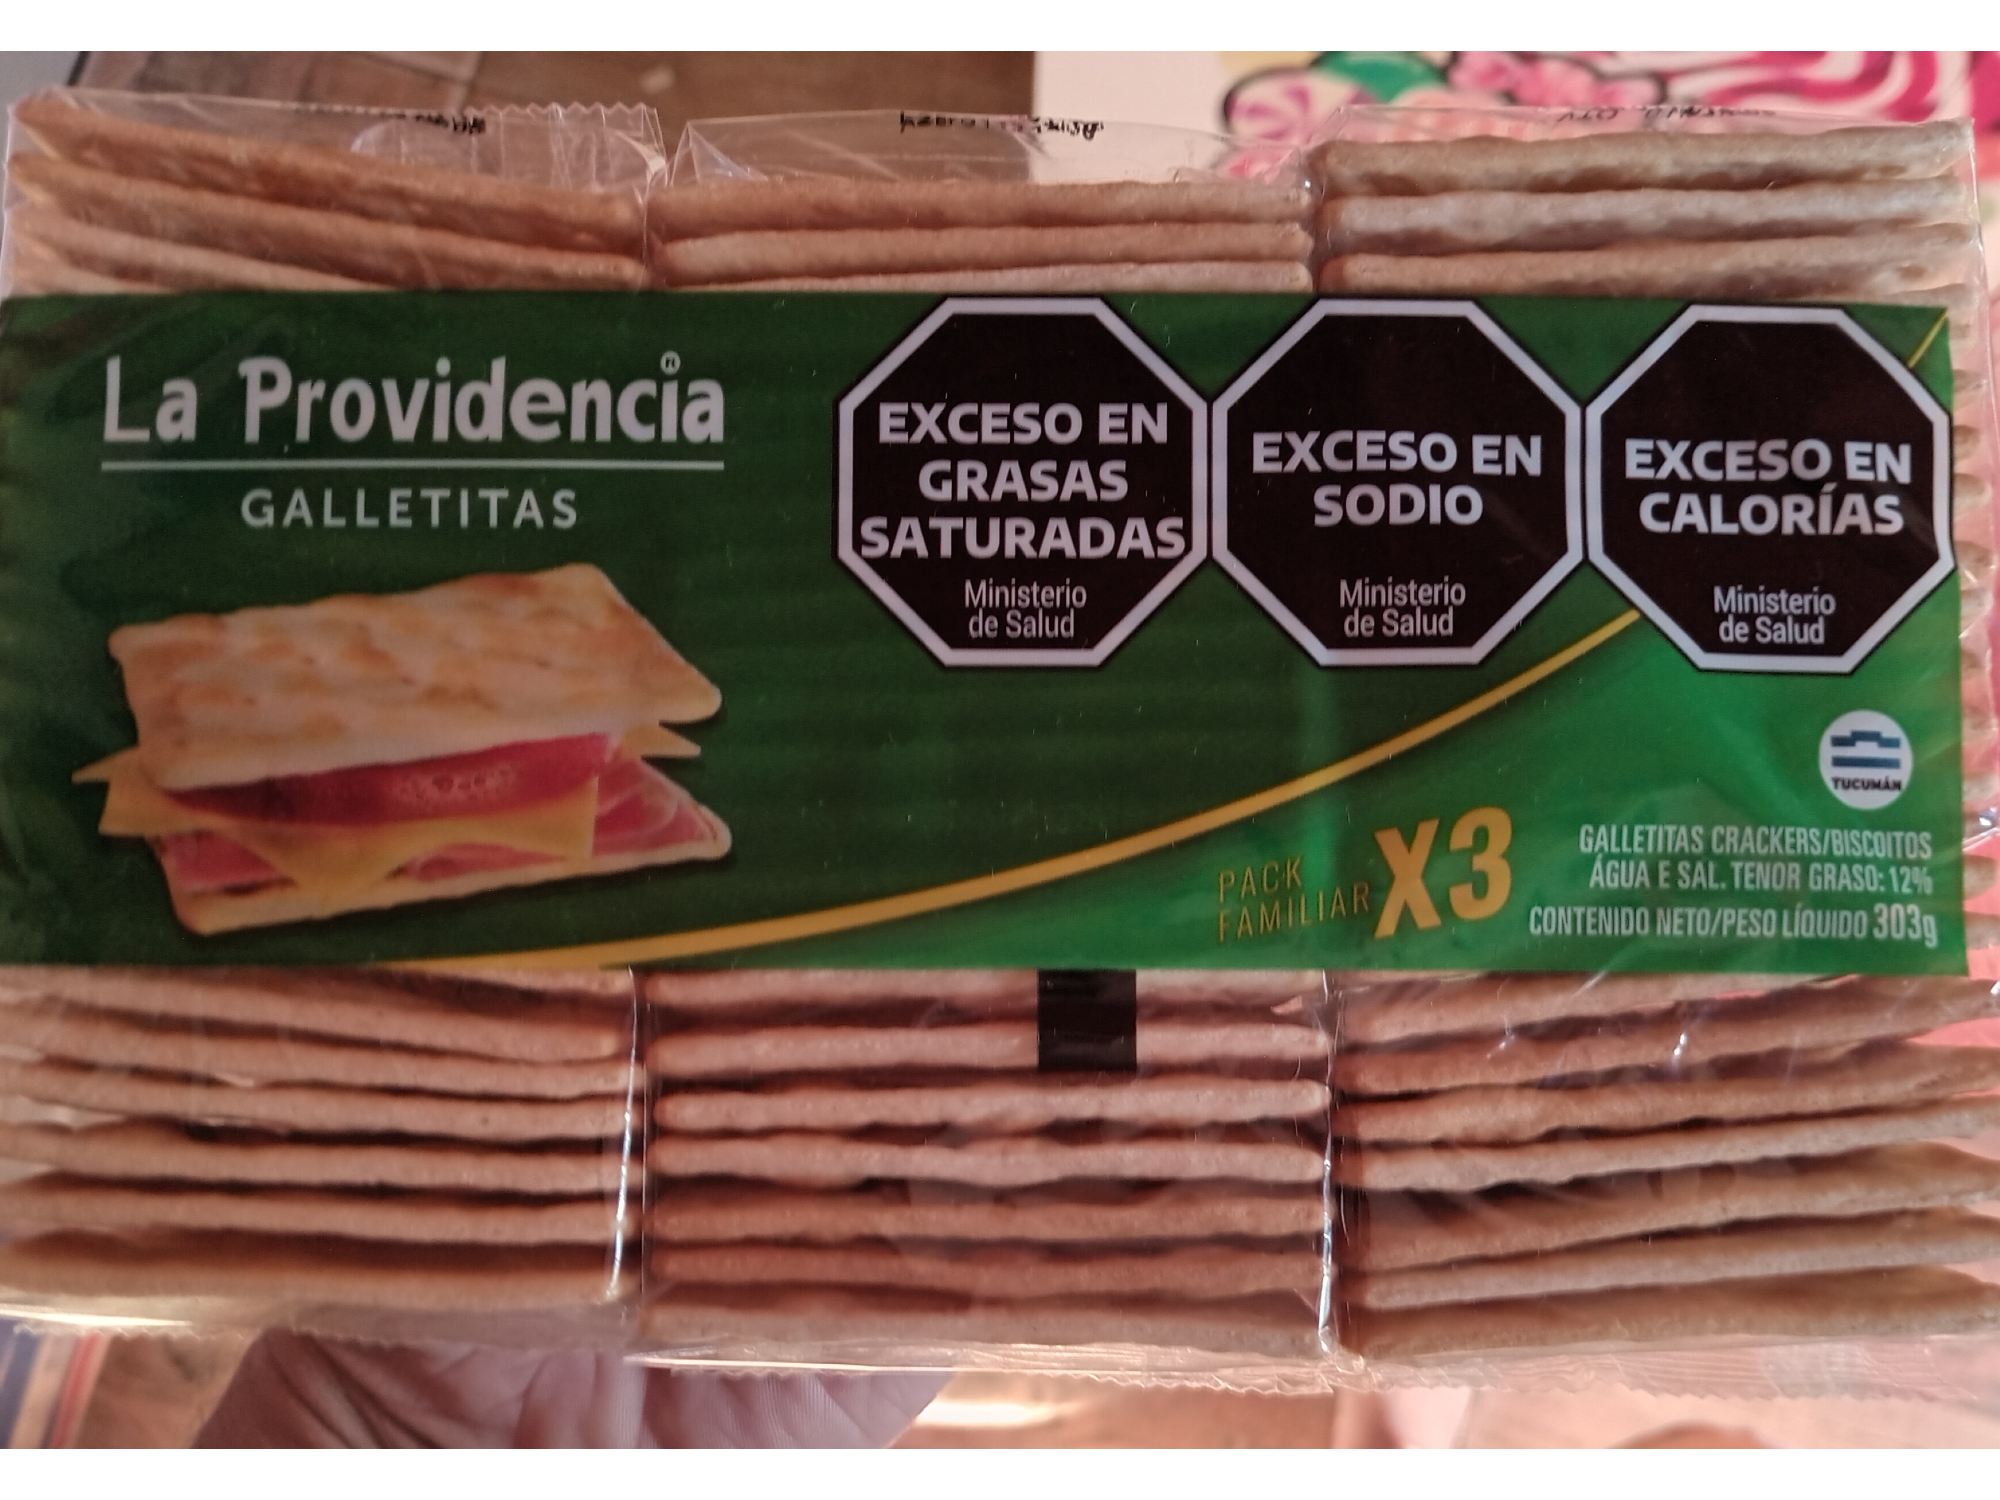 La Providencia®
GALLETITAS
EXCESO EN
GRASAS
SATURADAS
Ministerio
de Salud
EXCESO EN
SODIO
Ministerio
de Salud
EXCESO EN
CALORÍAS
Ministerio
de Salud
TUCUMÁN
PACK
FAMILIAR X3
GALLETITAS CRACKERS/BISCOITOS
ÁGUA E SAL. TENOR GRASO: 12%
CONTENIDO NETO/PESO LÍQUIDO 303g